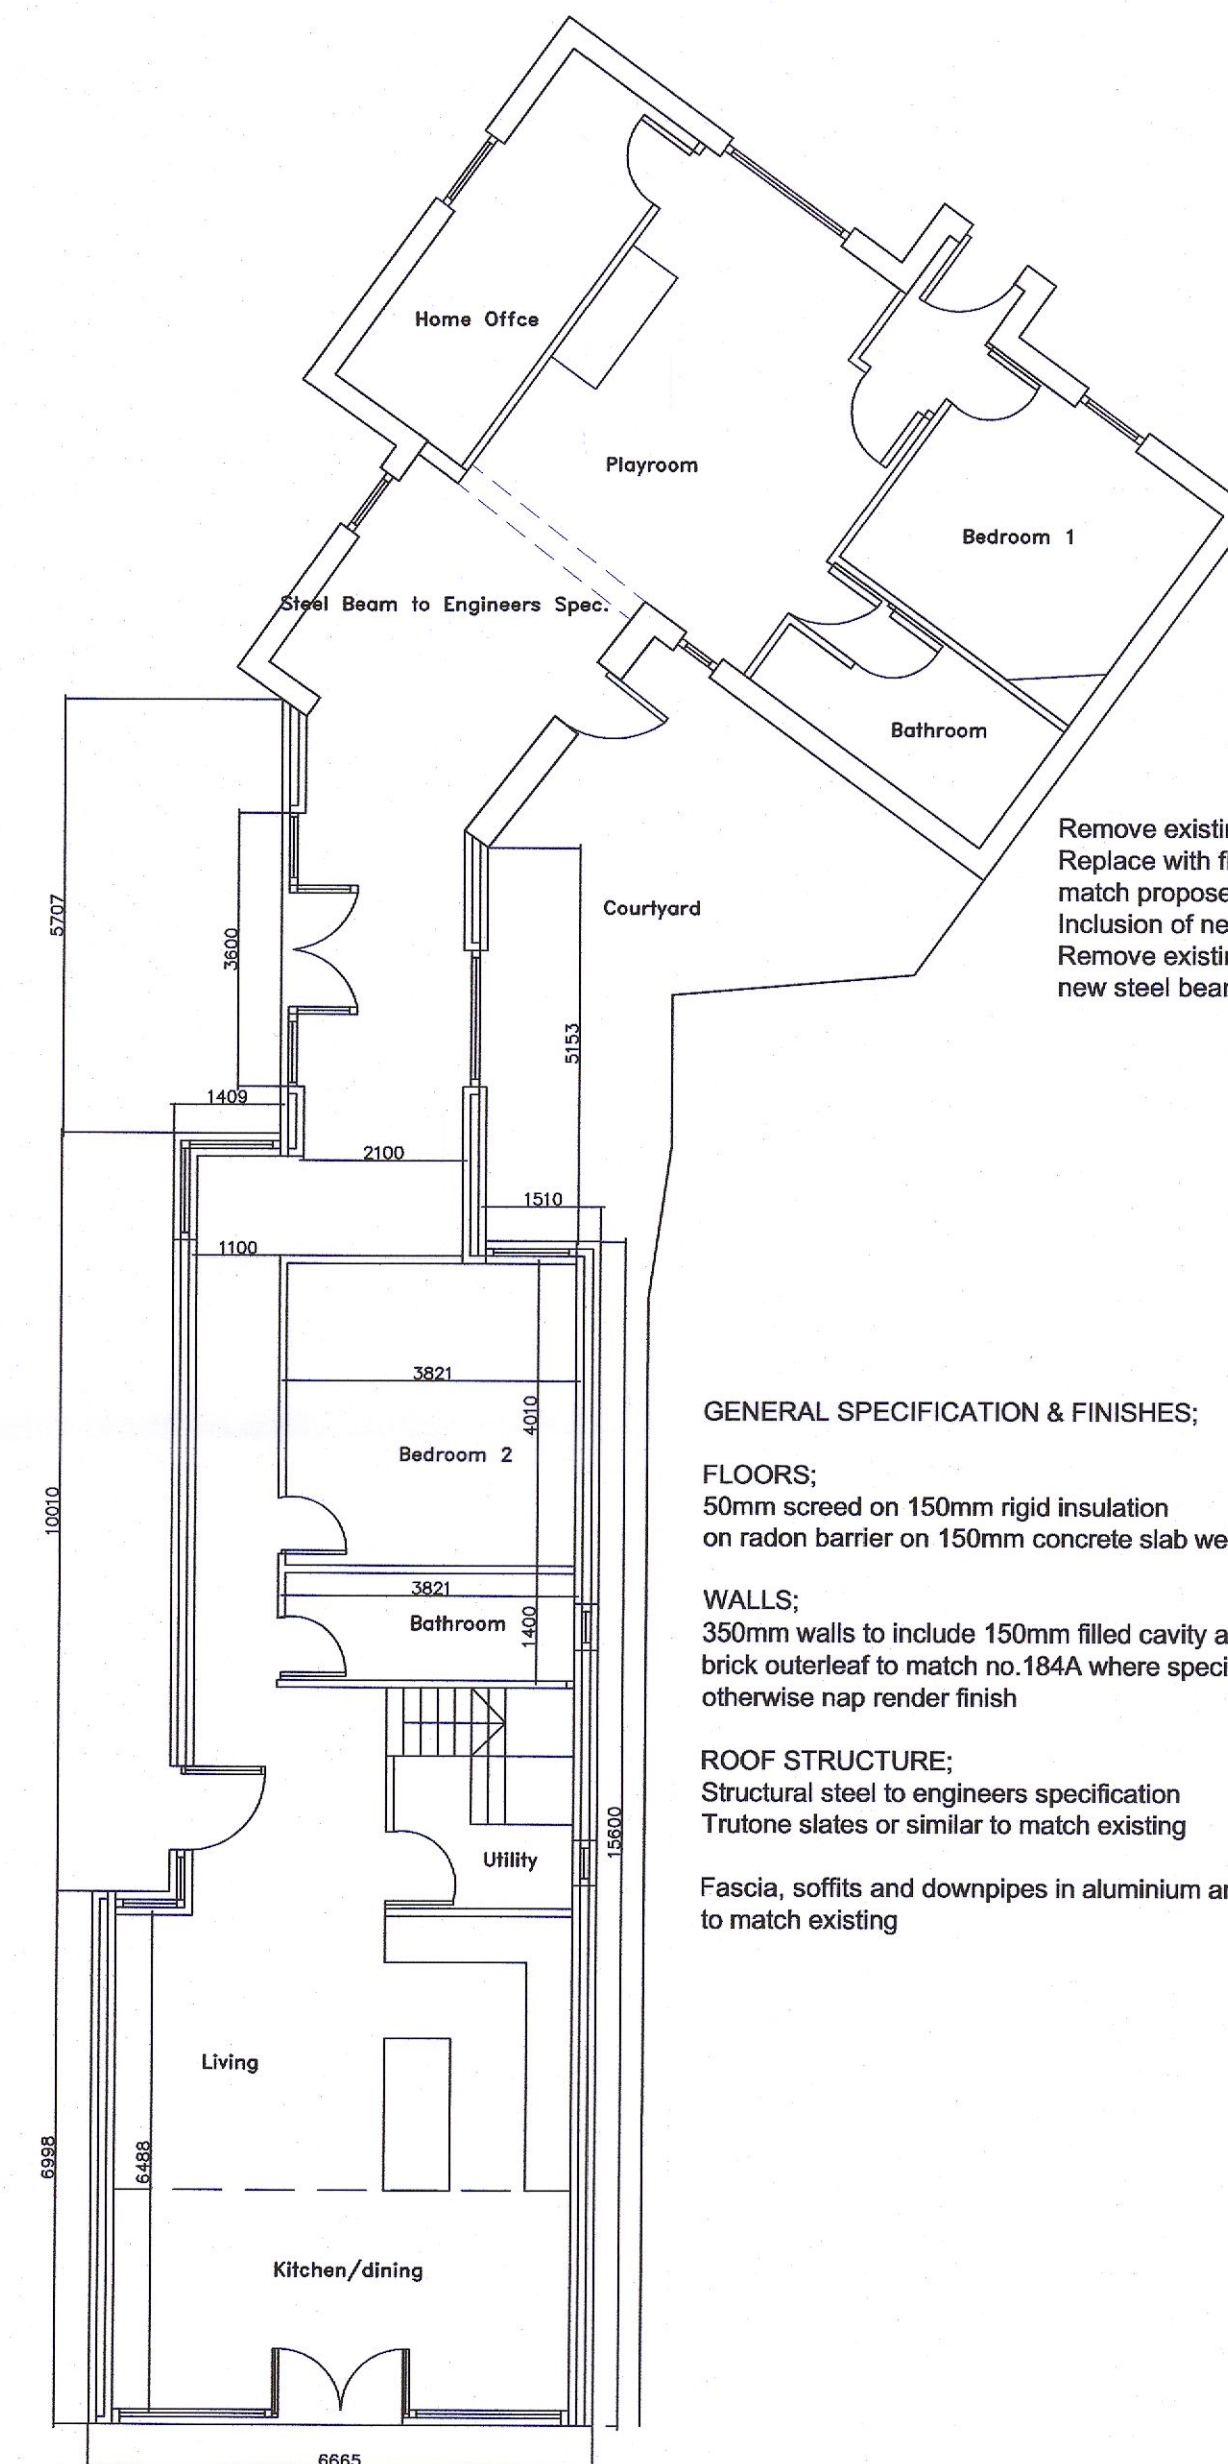 Home Offce
Playroom
Bedroom 1
Steel Beam to Engineers Spec.
Bathroom
Remove existi
Replace with f
match propose
Inclusion of ne
Remove existi
new steel bea
Courtyard
5707
3600
5153
1409
2100
1510
1100
3821
4010
Bedroom 2
10010
3821
Bathroom
1400
GENERAL SPECIFICATION & FINISHES;
FLOORS;
50mm screed on 150mm rigid insulation
on radon barrier on 150mm concrete slab we
WALLS;
350mm walls to include 150mm filled cavity a
brick outerleaf to match no.184A where speci
otherwise nap render finish
ROOF STRUCTURE;
Structural steel to engineers specification
Trutone slates or similar to match existing
Fascia, soffits and downpipes in aluminium a
to match existing
15600
Utility
Living
6998
6488
Kitchen/dining
6665